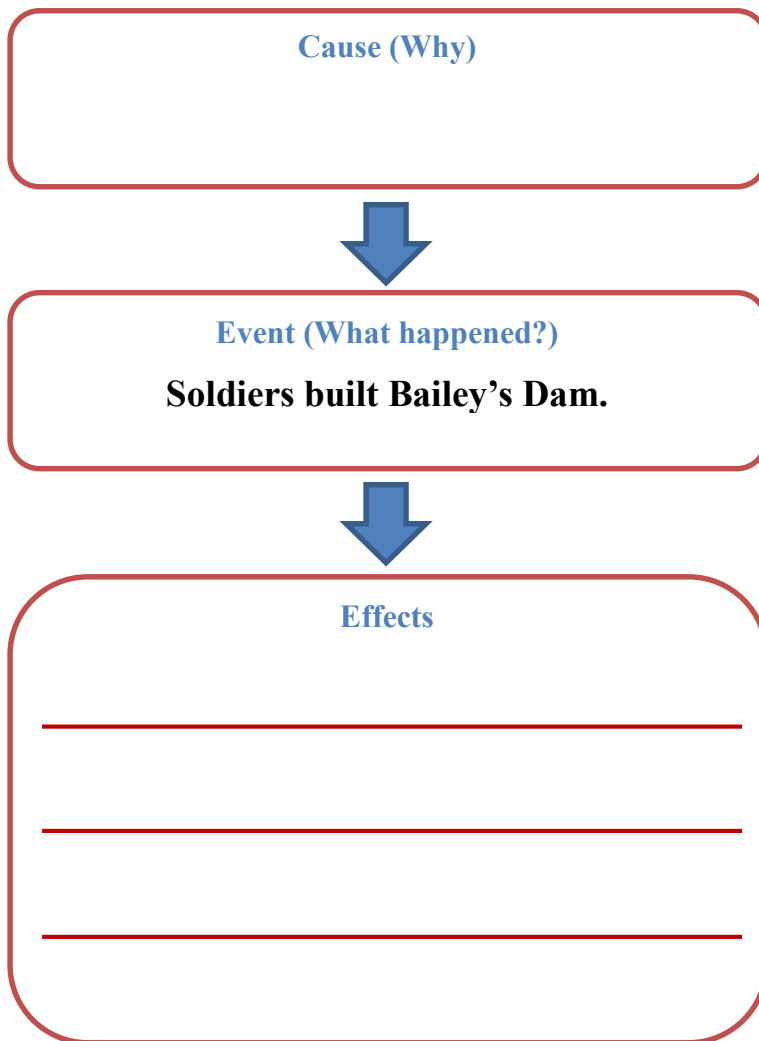 Cause (Why)
Event (What happened?)
Soldiers built Bailey’s Dam.
Effects